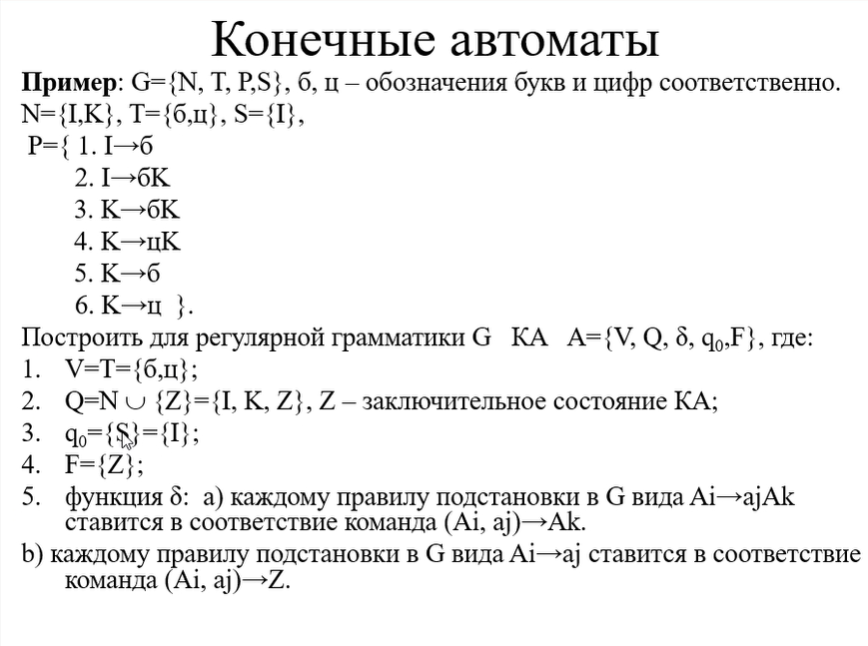 Конечные автоматы
Пример: G={N, T, P,S}, б, ц – обозначения букв и цифр соответственно.
N={I,K}, T={б,ц}, S={I},
P={ 1. I→б
2. I→бK
3. K→бK
4. K→цK
5. K→б
6. K→ц }.
Построить для регулярной грамматики G КА A={V, Q, δ, q₀,F}, где:
1. V=T={б,ц};
2. Q=N ∪ {Z}={I, K, Z}, Z – заключительное состояние КА;
3. q₀={S}={I};
4. F={Z};
5. функция δ: a) каждому правилу подстановки в G вида Ai→ajAk
ставится в соответствие команда (Ai, aj)→Ak.
b) каждому правилу подстановки в G вида Ai→aj ставится в соответствие
команда (Ai, aj)→Z.